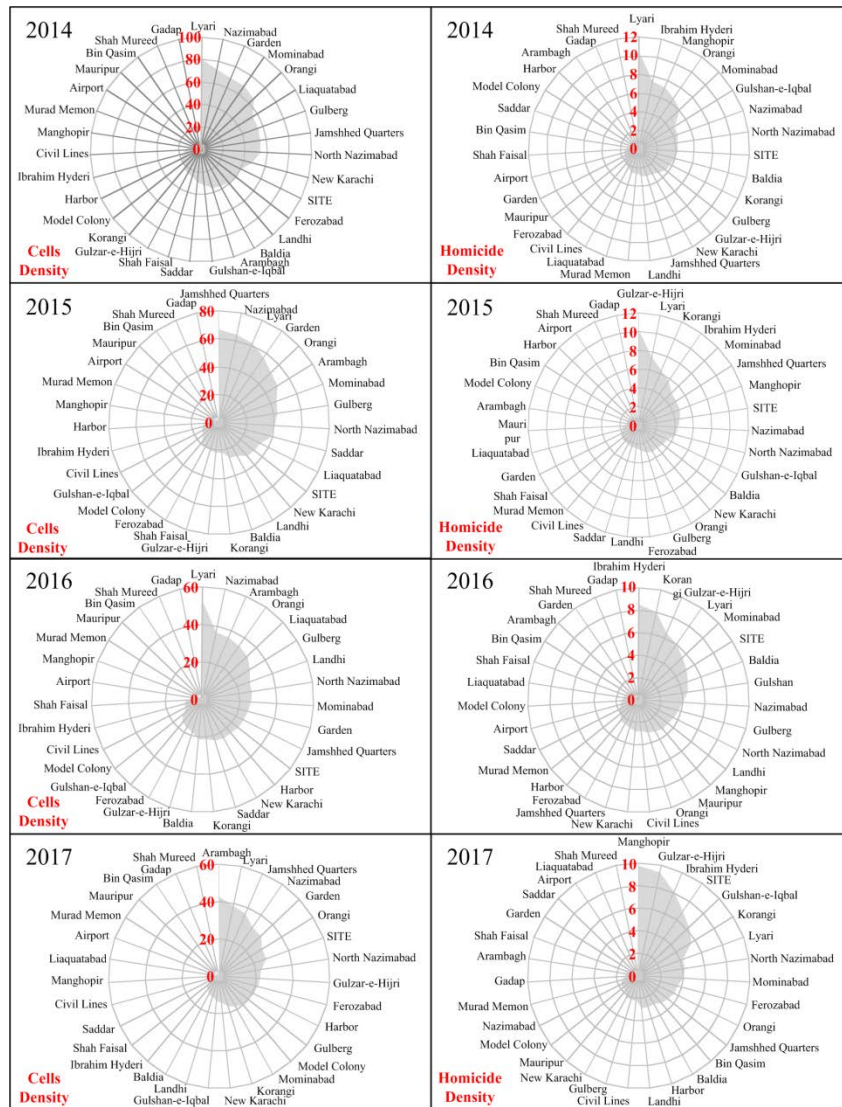 2014
100
80
60
40
20
0
Lyari
Nazimabad
Garden
Mominabad
Orangi
Liaquatabad
Gulberg
Jamshhed Quarters
North Nazimabad
New Karachi
SITE
Ferozabad
Landhi
Baldia
Arambagh
Gulshan-e-Iqbal
Saddar
Shah Faisal
Gulzar-e-Hijri
Korangi
Model Colony
Harbor
Ibrahim Hyderi
Civil Lines
Manghopir
Murad Memon
Airport
Mauripur
Bin Qasim
Shah Mureed
Gadap
Cells
Density
2014
12
10
8
6
4
2
0
Lyari
Ibrahim Hyderi
Manghopir
Orangi
Mominabad
Gulshan-e-Iqbal
Nazimabad
North Nazimabad
SITE
Baldia
Korangi
Gulberg
Gulzar-e-Hijri
New Karachi
Jamshhed Quarters
Landhi
Murad Memon
Liaquatabad
Civil Lines
Ferozabad
Mauripur
Garden
Airport
Shah Faisal
Bin Qasim
Saddar
Model Colony
Harbor
Arambagh
Gadap
Shah Mureed
Homicide
Density
2015
80
60
40
20
0
Jamshhed Quarters
Nazimabad
Lyari
Garden
Orangi
Arambagh
Mominabad
Gulberg
North Nazimabad
Saddar
Liaquatabad
SITE
New Karachi
Landhi
Baldia
Korangi
Gulzar-e-Hijri
Shah Faisal
Ferozabad
Model Colony
Gulshan-e-Iqbal
Civil Lines
Ibrahim Hyderi
Harbor
Manghopir
Murad Memon
Airport
Mauripur
Bin Qasim
Shah Mureed
Gadap
Cells
Density
2015
12
10
8
6
4
2
0
Gulzar-e-Hijri
Lyari
Korangi
Ibrahim Hyderi
Mominabad
Jamshhed Quarters
Manghopir
SITE
Nazimabad
North Nazimabad
Gulshan-e-Iqbal
Baldia
New Karachi
Orangi
Gulberg
Ferozabad
Landhi
Saddar
Civil Lines
Murad Memon
Shah Faisal
Garden
Liaquatabad
Mauri
pur
Arambagh
Model Colony
Bin Qasim
Harbor
Airport
Shah Mureed
Gadap
Homicide
Density
2016
60
40
20
0
Lyari
Nazimabad
Arambagh
Orangi
Liaquatabad
Gulberg
Landhi
North Nazimabad
Mominabad
Garden
Jamshhed Quarters
SITE
Harbor
New Karachi
Saddar
Korangi
Baldia
Gulzar-e-Hijri
Ferozabad
Gulshan-e-Iqbal
Model Colony
Civil Lines
Ibrahim Hyderi
Shah Faisal
Airport
Manghopir
Murad Memon
Mauripur
Bin Qasim
Shah Mureed
Gadap
Cells
Density
2016
10
8
6
4
2
0
Ibrahim Hyderi
Koran
gi
Gulzar-e-Hijri
Lyari
Mominabad
SITE
Baldia
Gulshan
Nazimabad
Gulberg
North Nazimabad
Landhi
Manghopir
Mauripur
Orangi
Civil Lines
New Karachi
Jamshhed Quarters
Ferozabad
Harbor
Murad Memon
Saddar
Airport
Model Colony
Liaquatabad
Shah Faisal
Bin Qasim
Arambagh
Garden
Shah Mureed
Gadap
Homicide
Density
2017
60
40
20
0
Arambagh
Lyari
Jamshhed Quarters
Nazimabad
Garden
Orangi
SITE
North Nazimabad
Gulzar-e-Hijri
Ferozabad
Harbor
Gulberg
Model Colony
Mominabad
Korangi
New Karachi
Gulshan-e-Iqbal
Landhi
Baldia
Ibrahim Hyderi
Shah Faisal
Saddar
Civil Lines
Manghopir
Liaquatabad
Airport
Murad Memon
Mauripur
Bin Qasim
Gadap
Shah Mureed
Cells
Density
2017
10
8
6
4
2
0
Manghopir
Gulzar-e-Hijri
Ibrahim Hyderi
SITE
Gulshan-e-Iqbal
Korangi
Lyari
North Nazimabad
Mominabad
Ferozabad
Orangi
Jamshhed Quarters
Bin Qasim
Baldia
Harbor
Landhi
Civil Lines
Gulberg
New Karachi
Mauripur
Model Colony
Nazimabad
Murad Memon
Gadap
Arambagh
Shah Faisal
Garden
Saddar
Airport
Liaquatabad
Shah Mureed
Homicide
Density